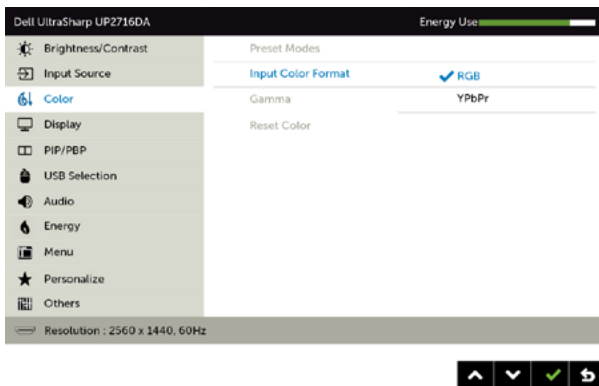 Dell UltraSharp UP2716DA Energy Use
Brightness/Contrast Preset Modes
Input Source Input Color Format RGB
Color Gamma YPbPr
Display Reset Color
PIP/PBP
USB Selection
Audio
Energy
Menu
Personalize
Others
Resolution : 2560 x 1440, 60Hz